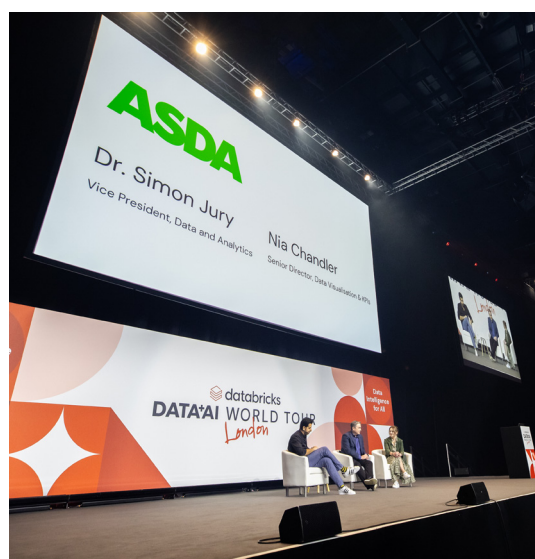 ASDA
Dr. Simon Jury
Vice President, Data and Analytics
Nia Chandler
Senior Director, Data Visualisation & KPIs
databricks
DATA+AI WORLD TOUR
London
Data
Intelligence
for All